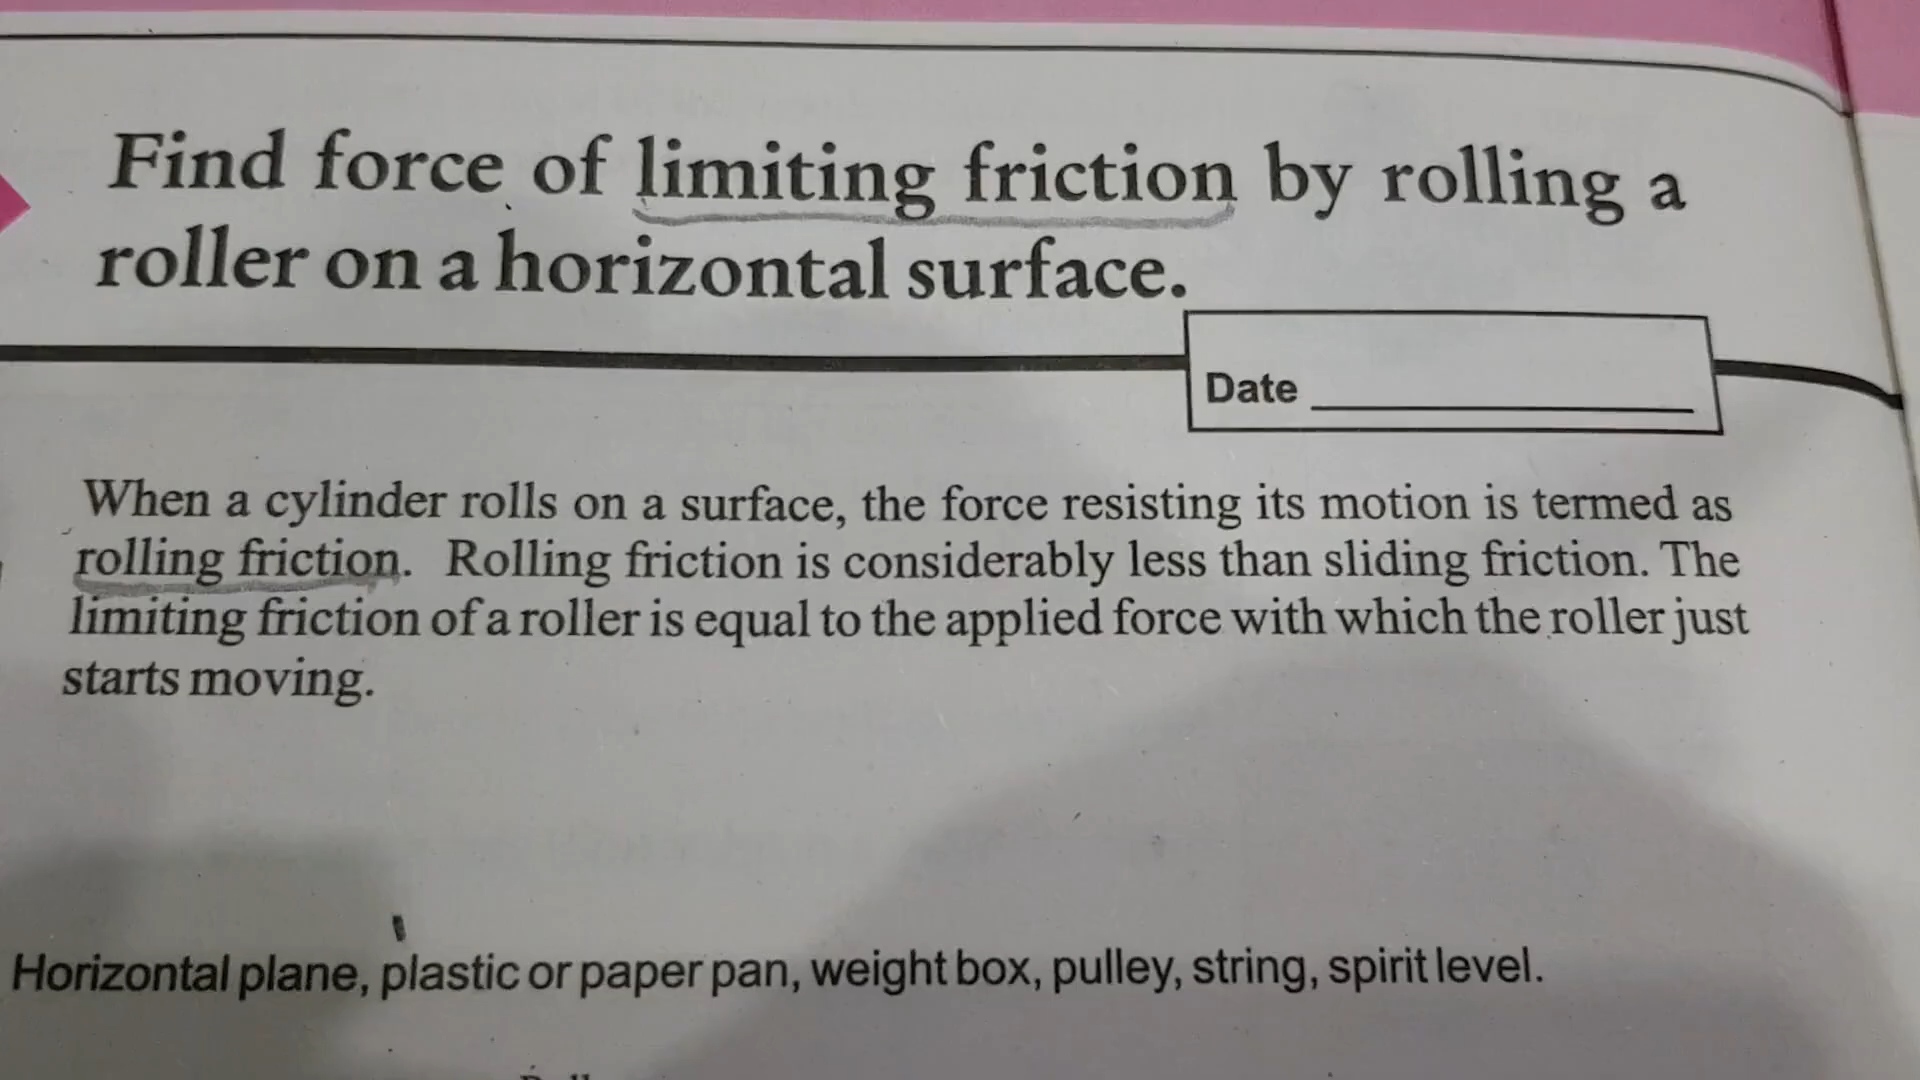 Find force of limiting friction by rolling a
roller on a horizontal surface.
Date
When a cylinder rolls on a surface, the force resisting its motion is termed as
rolling friction. Rolling friction is considerably less than sliding friction. The
limiting friction of a roller is equal to the applied force with which the roller just
starts moving.
Horizontal plane, plastic or paper pan, weight box, pulley, string, spirit level.